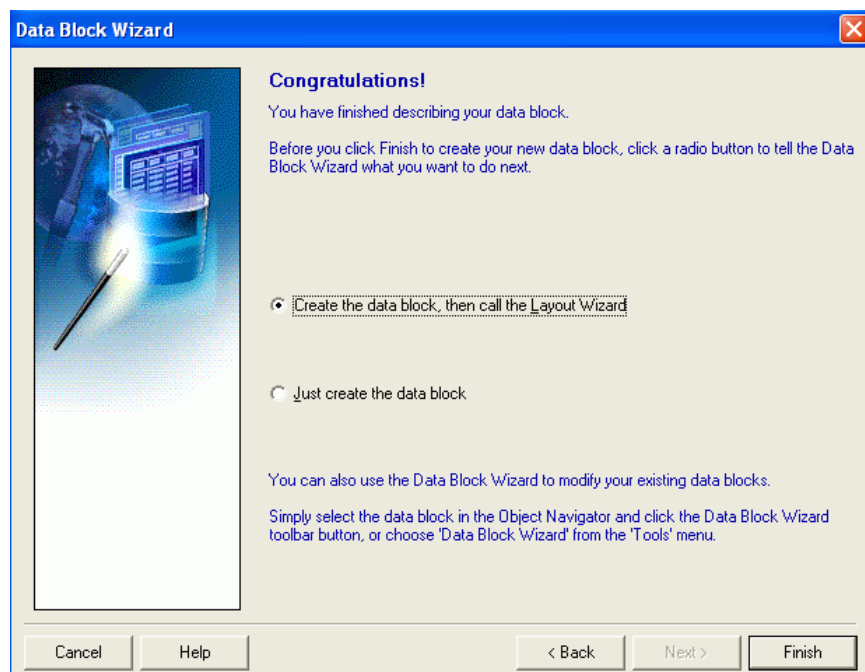 Data Block Wizard
Congratulations!
You have finished describing your data block.
Before you click Finish to create your new data block, click a radio button to tell the Data
Block Wizard what you want to do next.
Create the data block, then call the Layout Wizard
Just create the data block
You can also use the Data Block Wizard to modify your existing data blocks.
Simply select the data block in the Object Navigator and click the Data Block Wizard
toolbar button, or choose 'Data Block Wizard' from the 'Tools' menu.
Cancel Help < Back Next > Finish